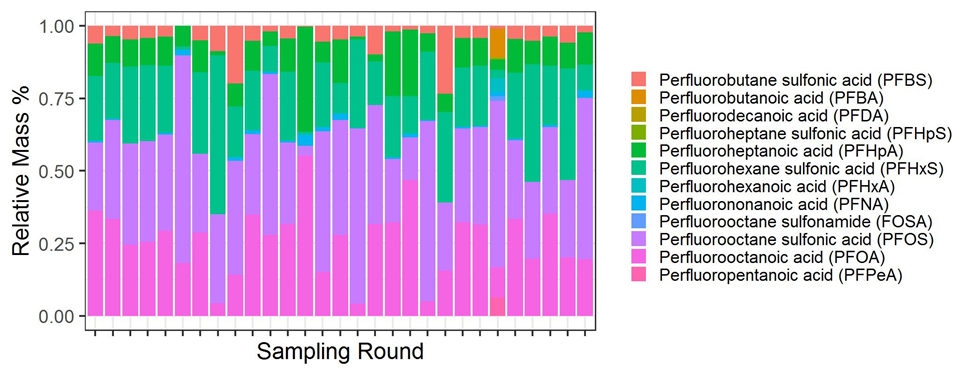 1.00
0.75
0.50
0.25
0.00
Relative Mass %
Sampling Round
Perfluorobutane sulfonic acid (PFBS)
Perfluorobutanoic acid (PFBA)
Perfluorodecanoic acid (PFDA)
Perfluoroheptane sulfonic acid (PFHpS)
Perfluoroheptanoic acid (PFHpA)
Perfluorohexane sulfonic acid (PFHxS)
Perfluorohexanoic acid (PFHxA)
Perfluorononanoic acid (PFNA)
Perfluorooctane sulfonamide (FOSA)
Perfluorooctane sulfonic acid (PFOS)
Perfluorooctanoic acid (PFOA)
Perfluoropentanoic acid (PFPeA)